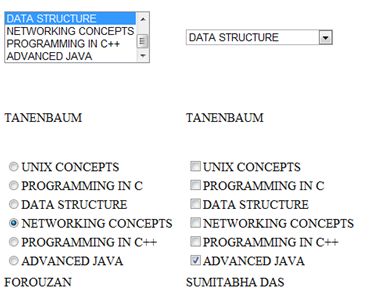 DATA STRUCTURE
NETWORKING CONCEPTS
PROGRAMMING IN C++
ADVANCED JAVA
DATA STRUCTURE
TANENBAUM
TANENBAUM
UNIX CONCEPTS
PROGRAMMING IN C
DATA STRUCTURE
NETWORKING CONCEPTS
PROGRAMMING IN C++
ADVANCED JAVA
FOROUZAN
UNIX CONCEPTS
PROGRAMMING IN C
DATA STRUCTURE
NETWORKING CONCEPTS
PROGRAMMING IN C++
ADVANCED JAVA
SUMITABHA DAS